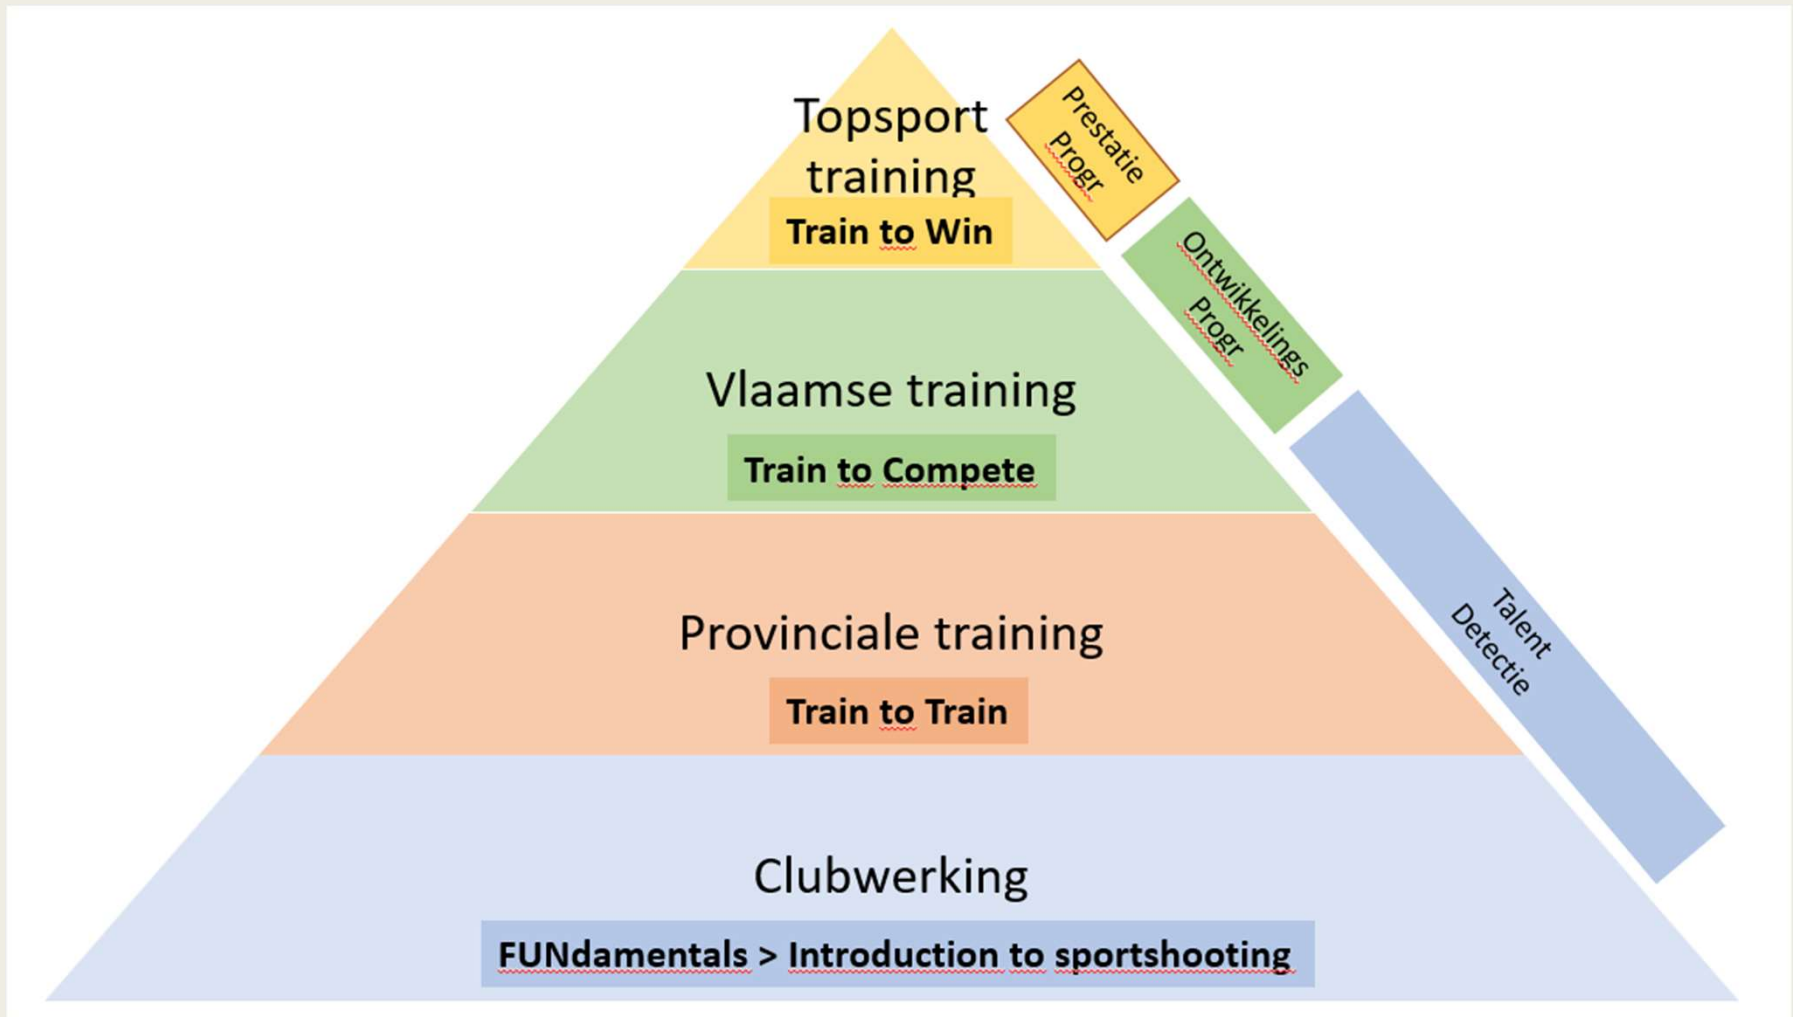 Topsport
training
Train to Win
Prestatie
Progr
Ontwikkelings
Progr
Vlaamse training
Train to Compete
Talent
Detectie
Provinciale training
Train to Train
Clubwerking
FUNdamentals > Introduction to sportshooting